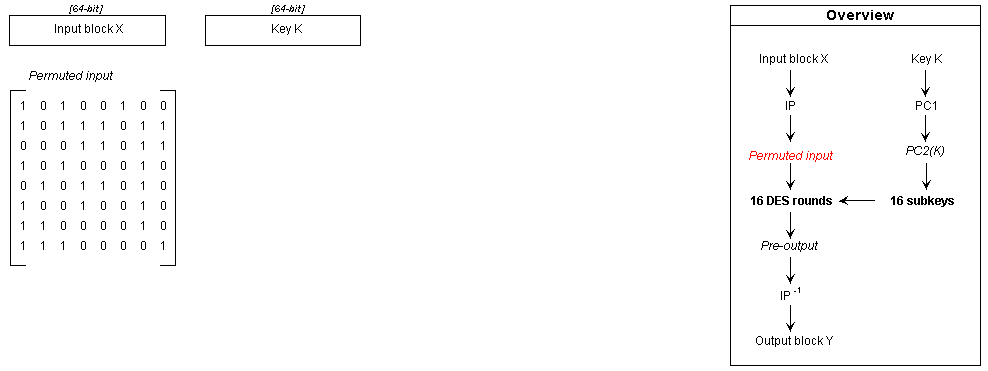 [64-bit]
Input block X
[64-bit]
Key K
Permuted input
1 0 1 0 0 1 0 0
1 0 1 1 1 0 1 1
0 0 0 1 1 0 1 1
1 0 1 0 0 0 1 0
0 1 0 1 1 0 1 0
1 0 0 1 0 0 0 1
1 1 0 0 0 0 1 0
1 1 1 0 0 0 0 1
Overview
Input block X
Key K
IP
PC1
Permuted input
PC2(K)
16 DES rounds
16 subkeys
Pre-output
IP -1
Output block Y